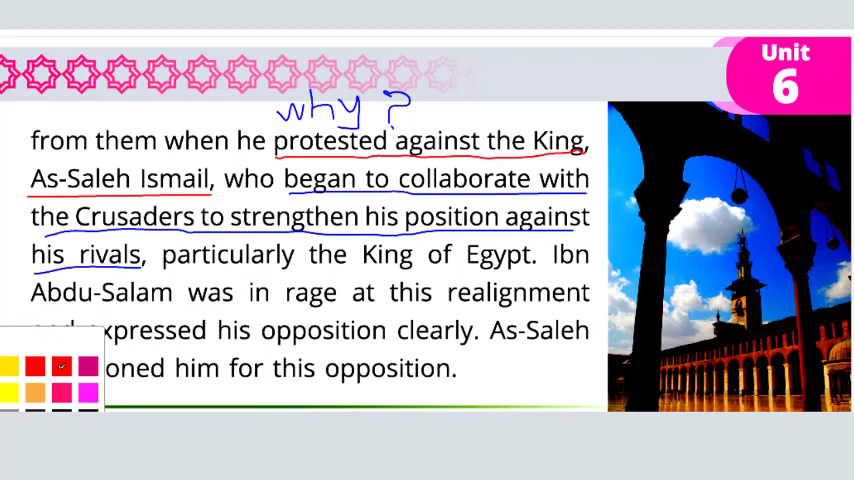 Unit
6
why?
from them when he protested against the King,
As-Saleh Ismail, who began to collaborate with
the Crusaders to strengthen his position against
his rivals, particularly the King of Egypt. Ibn
Abdu-Salam was in rage at this realignment
expressed his opposition clearly. As-Saleh
him for this opposition.